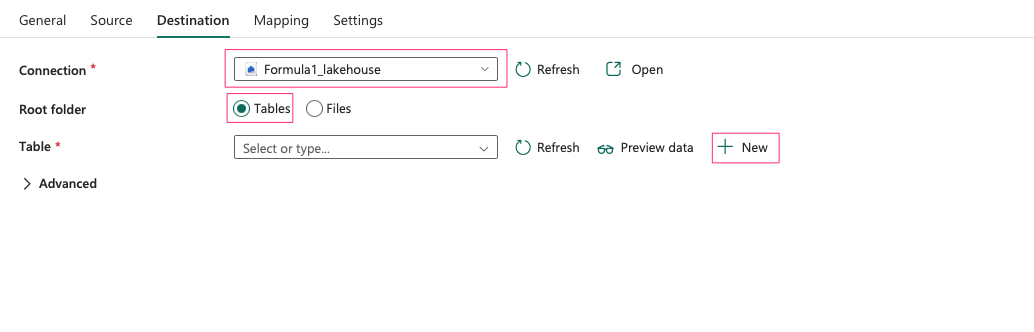 General Source Destination Mapping Settings
Connection * Formula1_lakehouse Refresh Open
Root folder Tables Files
Table * Select or type... Refresh Preview data New
Advanced